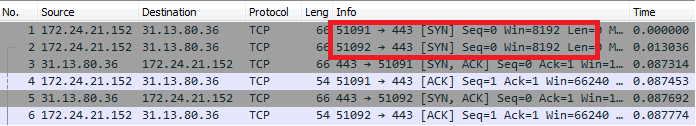 No. Source Destination Protocol Leng Info Time
1 172.24.21.152 31.13.80.36 TCP 66 51091 → 443 [SYN] Seq=0 Win=8192 Len=0 M… 0.000000
2 172.24.21.152 31.13.80.36 TCP 66 51092 → 443 [SYN] Seq=0 Win=8192 Len=0 M… 0.013036
3 31.13.80.36 172.24.21.152 TCP 66 443 → 51091 [SYN, ACK] Seq=0 Ack=1 Win=1… 0.087314
4 172.24.21.152 31.13.80.36 TCP 54 51091 → 443 [ACK] Seq=1 Ack=1 Win=66240 … 0.087453
5 31.13.80.36 172.24.21.152 TCP 66 443 → 51092 [SYN, ACK] Seq=0 Ack=1 Win=1… 0.087692
6 172.24.21.152 31.13.80.36 TCP 54 51092 → 443 [ACK] Seq=1 Ack=1 Win=66240 … 0.087774